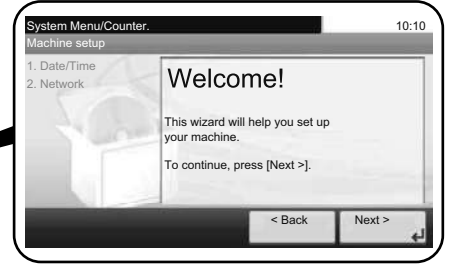 System Menu/Counter. 10:10
Machine setup
1. Date/Time
2. Network
Welcome!
This wizard will help you set up
your machine.
To continue, press [Next >].
< Back Next >